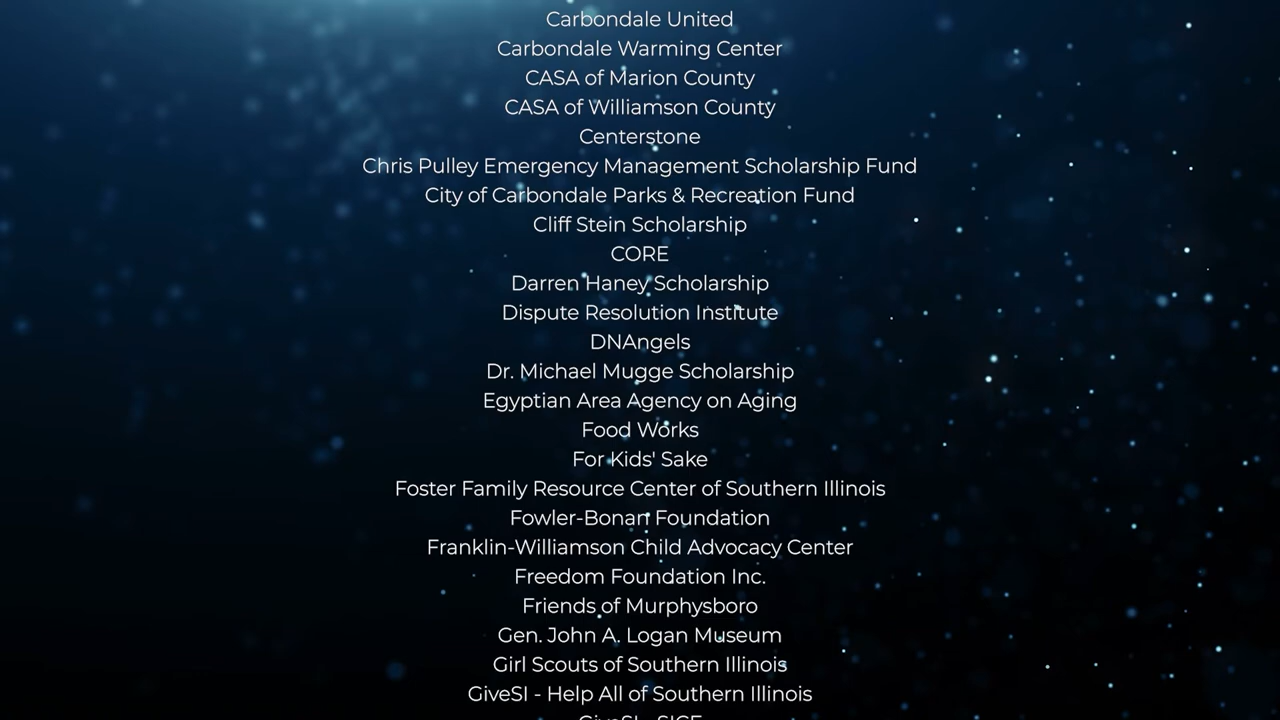 Carbondale United
Carbondale Warming Center
CASA of Marion County
CASA of Williamson County
Centerstone
Chris Pulley Emergency Management Scholarship Fund
City of Carbondale Parks & Recreation Fund
Cliff Stein Scholarship
CORE
Darren Haney Scholarship
Dispute Resolution Institute
DNAngels
Dr. Michael Mugge Scholarship
Egyptian Area Agency on Aging
Food Works
For Kids' Sake
Foster Family Resource Center of Southern Illinois
Fowler-Bonan Foundation
Franklin-Williamson Child Advocacy Center
Freedom Foundation Inc.
Friends of Murphysboro
Gen. John A. Logan Museum
Girl Scouts of Southern Illinois
GiveSI - Help All of Southern Illinois